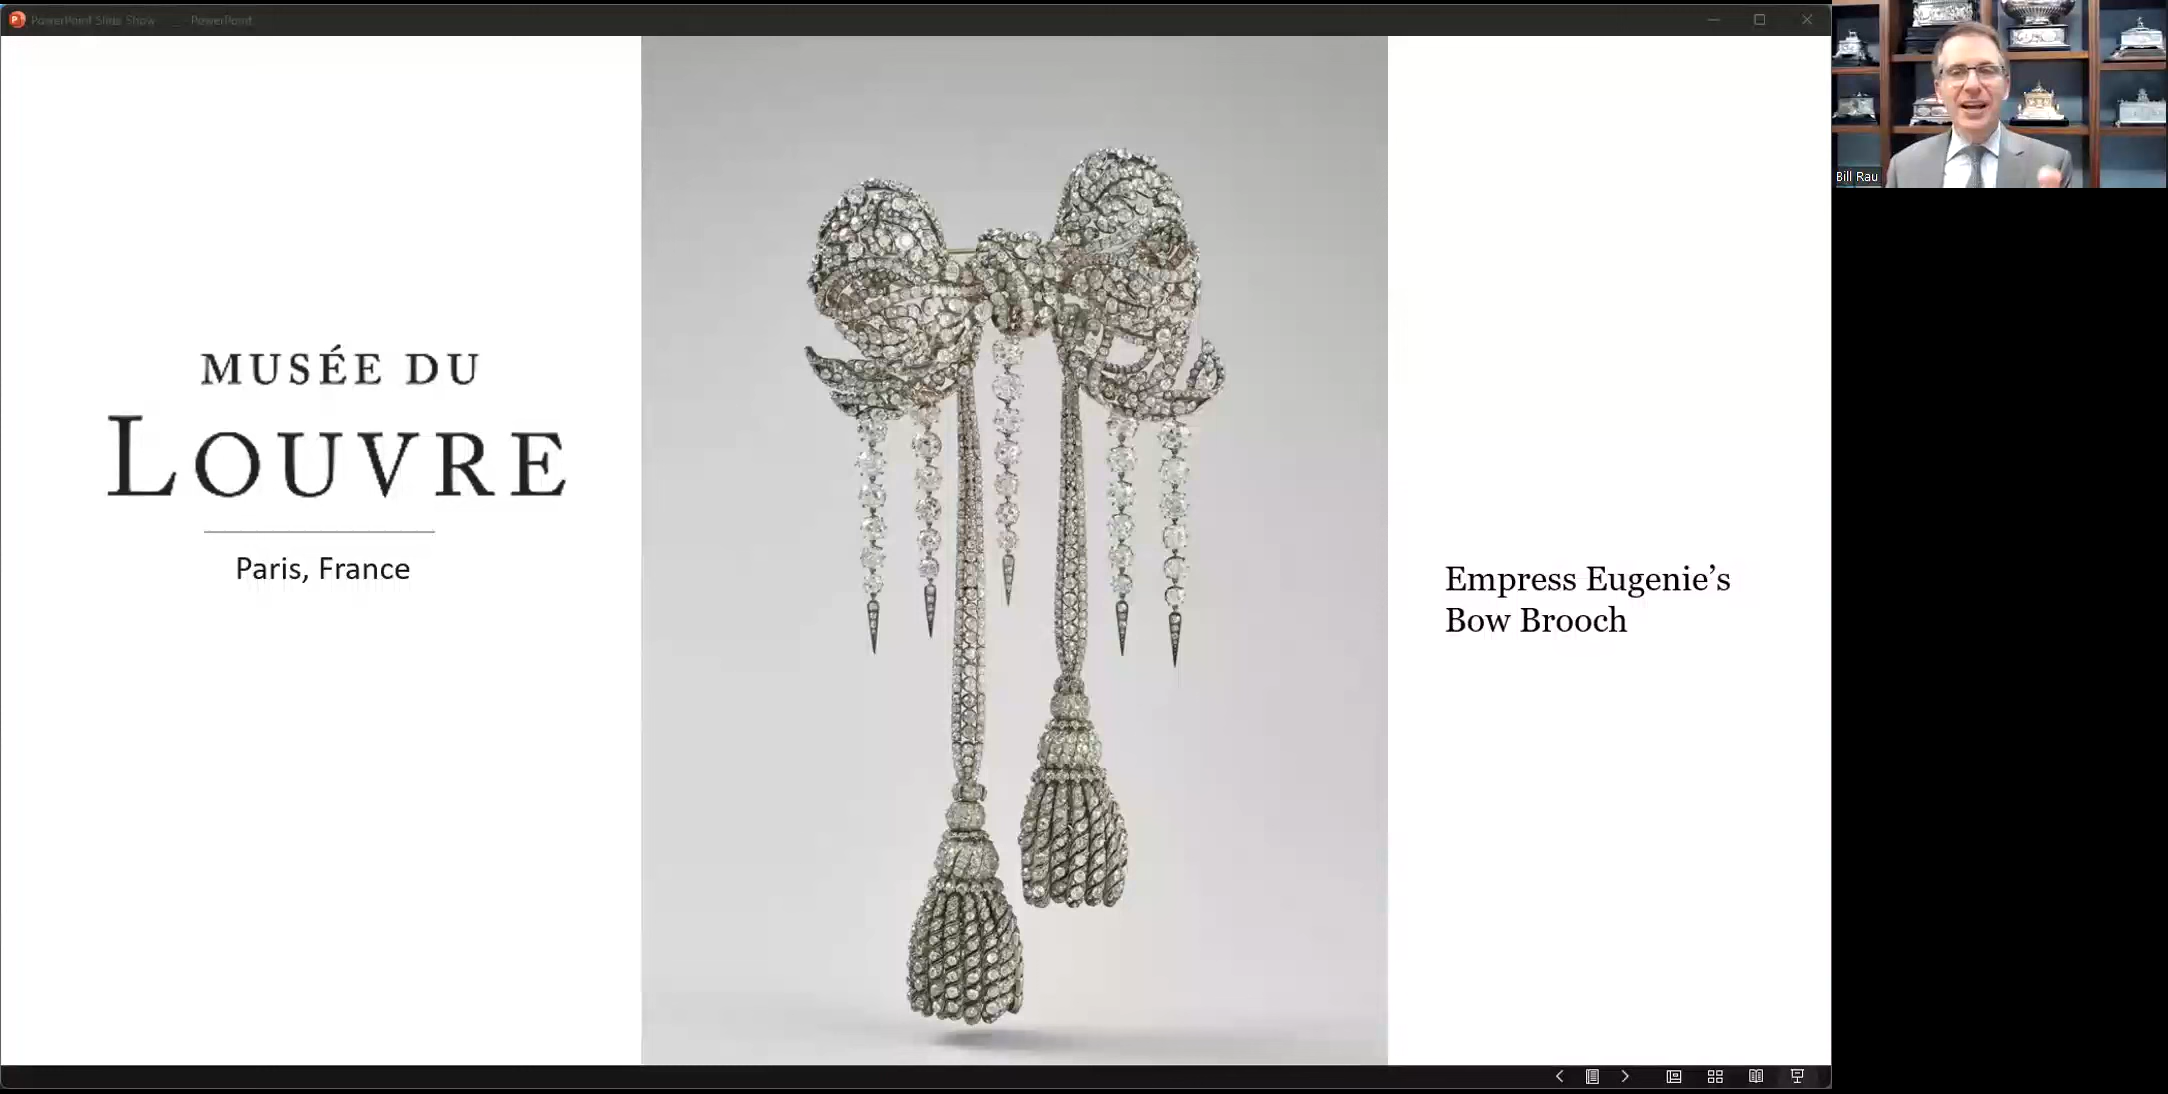 PowerPoint Slide Show - PowerPoint
MUSÉE DU
LOUVRE
Paris, France
Empress Eugenie’s
Bow Brooch
Bill Rau